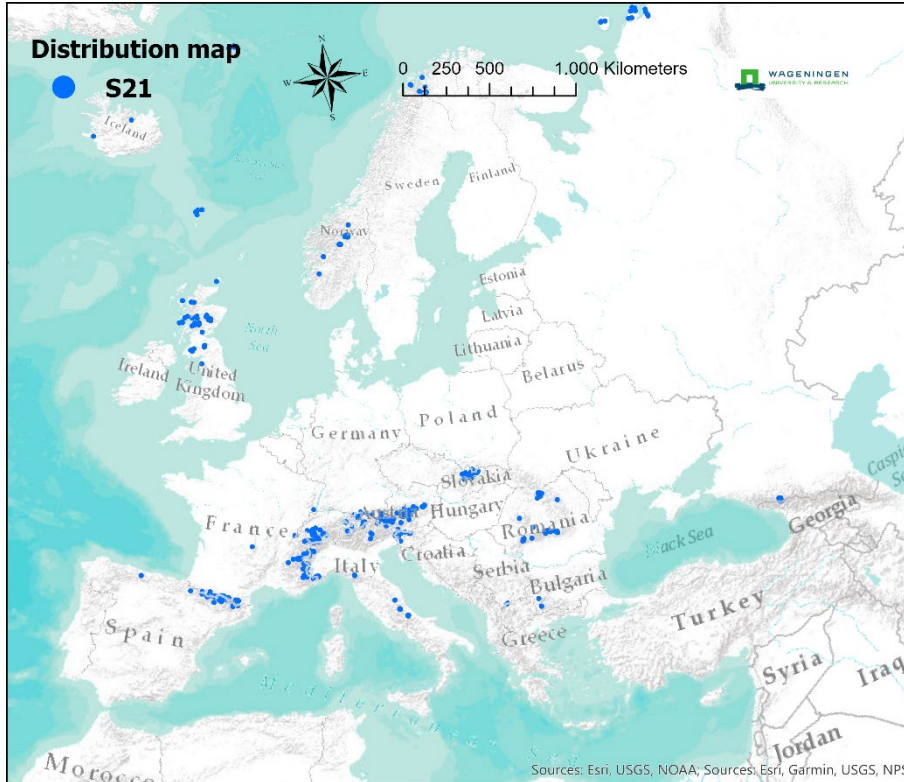 Distribution map
S21
N
W E
S
0 250 500 1.000 Kilometers
WAGENINGEN
UNIVERSITY & RESEARCH
Iceland
Sweden
Finland
Norway
Estonia
Latvia
Lithuania
North
Sea
Belarus
Ireland
United
Kingdom
Poland
Germany
Ukraine
Slovakia
Caspian
Austria
Hungary
France
Romania
Georgia
Croatia
Black Sea
Italy
Serbia
Bulgaria
Turkey
Spain
Greece
Syria
Iraq
Mediterranean
Jordan
Morocco
Sources: Esri, USGS, NOAA; Sources: Esri, Garmin, USGS, NPS